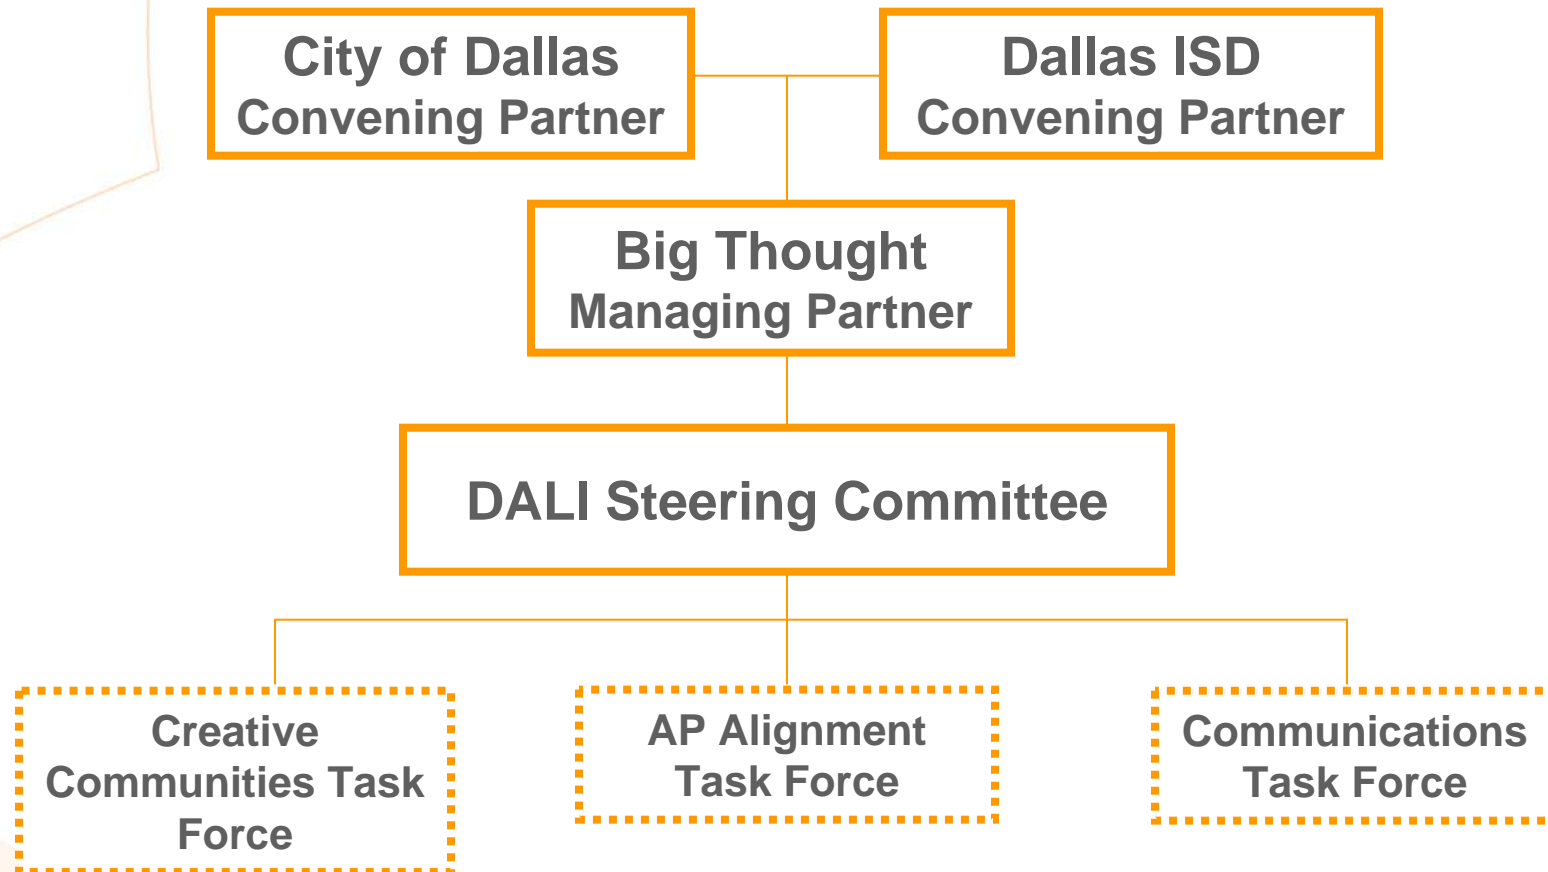 City of Dallas
Convening Partner
Dallas ISD
Convening Partner
Big Thought
Managing Partner
DALI Steering Committee
Creative
Communities Task
Force
AP Alignment
Task Force
Communications
Task Force